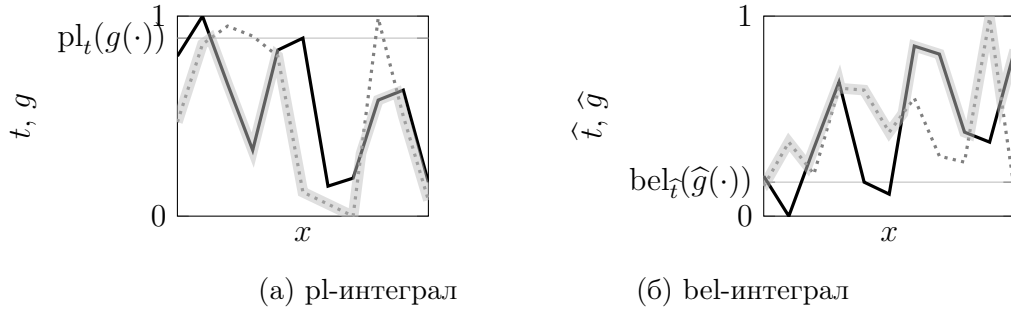 1
pl_t(g(·))
t, g
0
x
(а) pl-интеграл
1
t̂, ĝ
bel_t̂(ĝ(·))
0
x
(б) bel-интеграл